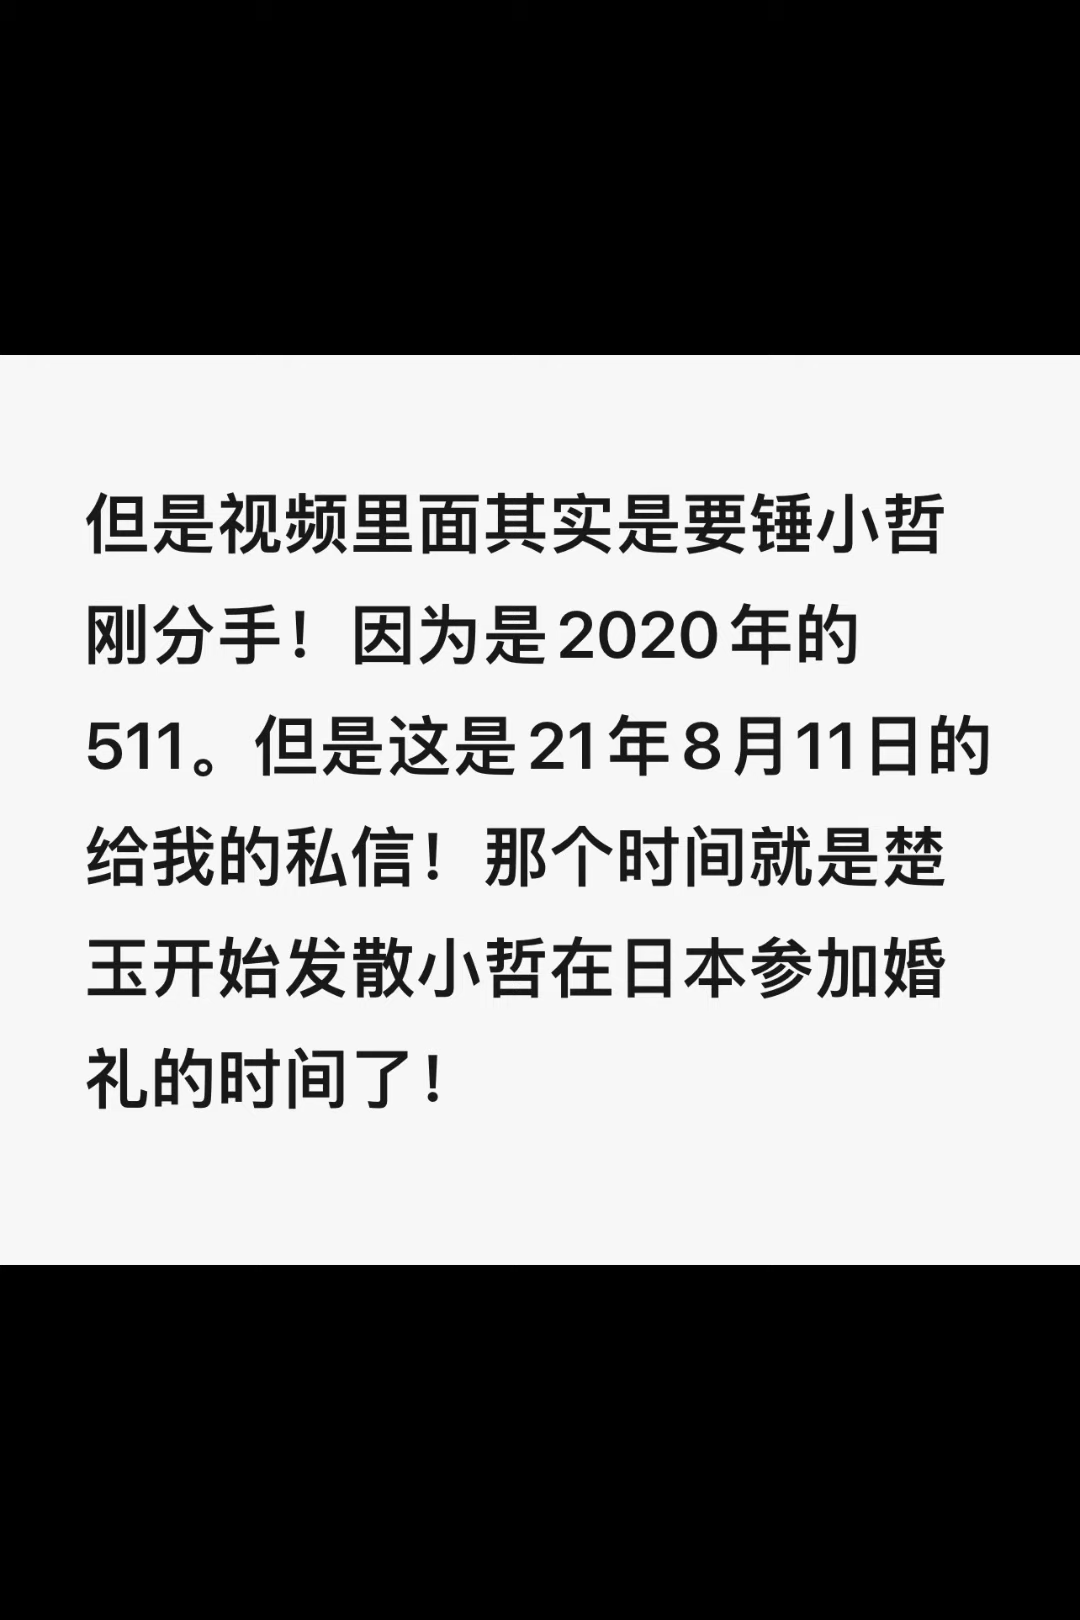 但是视频里面其实是要锤小哲
刚分手！因为是2020年的
511。但是这是21年8月11日的
给我的私信！那个时间就是楚
玉开始发散小哲在日本参加婚
礼的时间了！